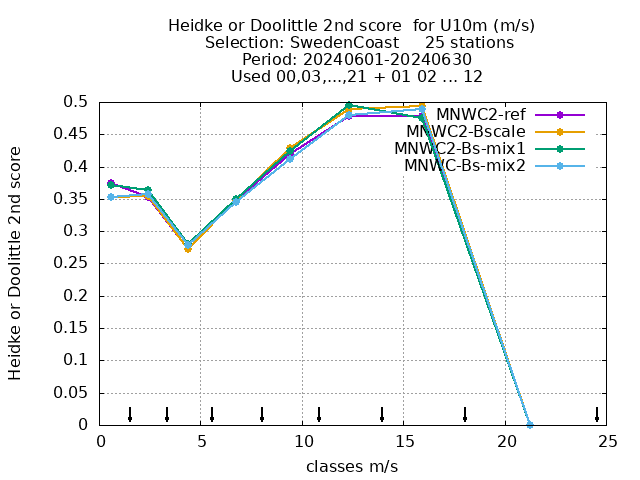 Heidke or Doolittle 2nd score  for U10m (m/s)
Selection: SwedenCoast     25 stations
Period: 20240601-20240630
Used 00,03,...,21 + 01 02 ... 12
Heidke or Doolittle 2nd score
0.5
0.45
0.4
0.35
0.3
0.25
0.2
0.15
0.1
0.05
0
MNWC2-ref
MNWC2-Bscale
MNWC2-Bs-mix1
MNWC-Bs-mix2
0 5 10 15 20 25
classes m/s